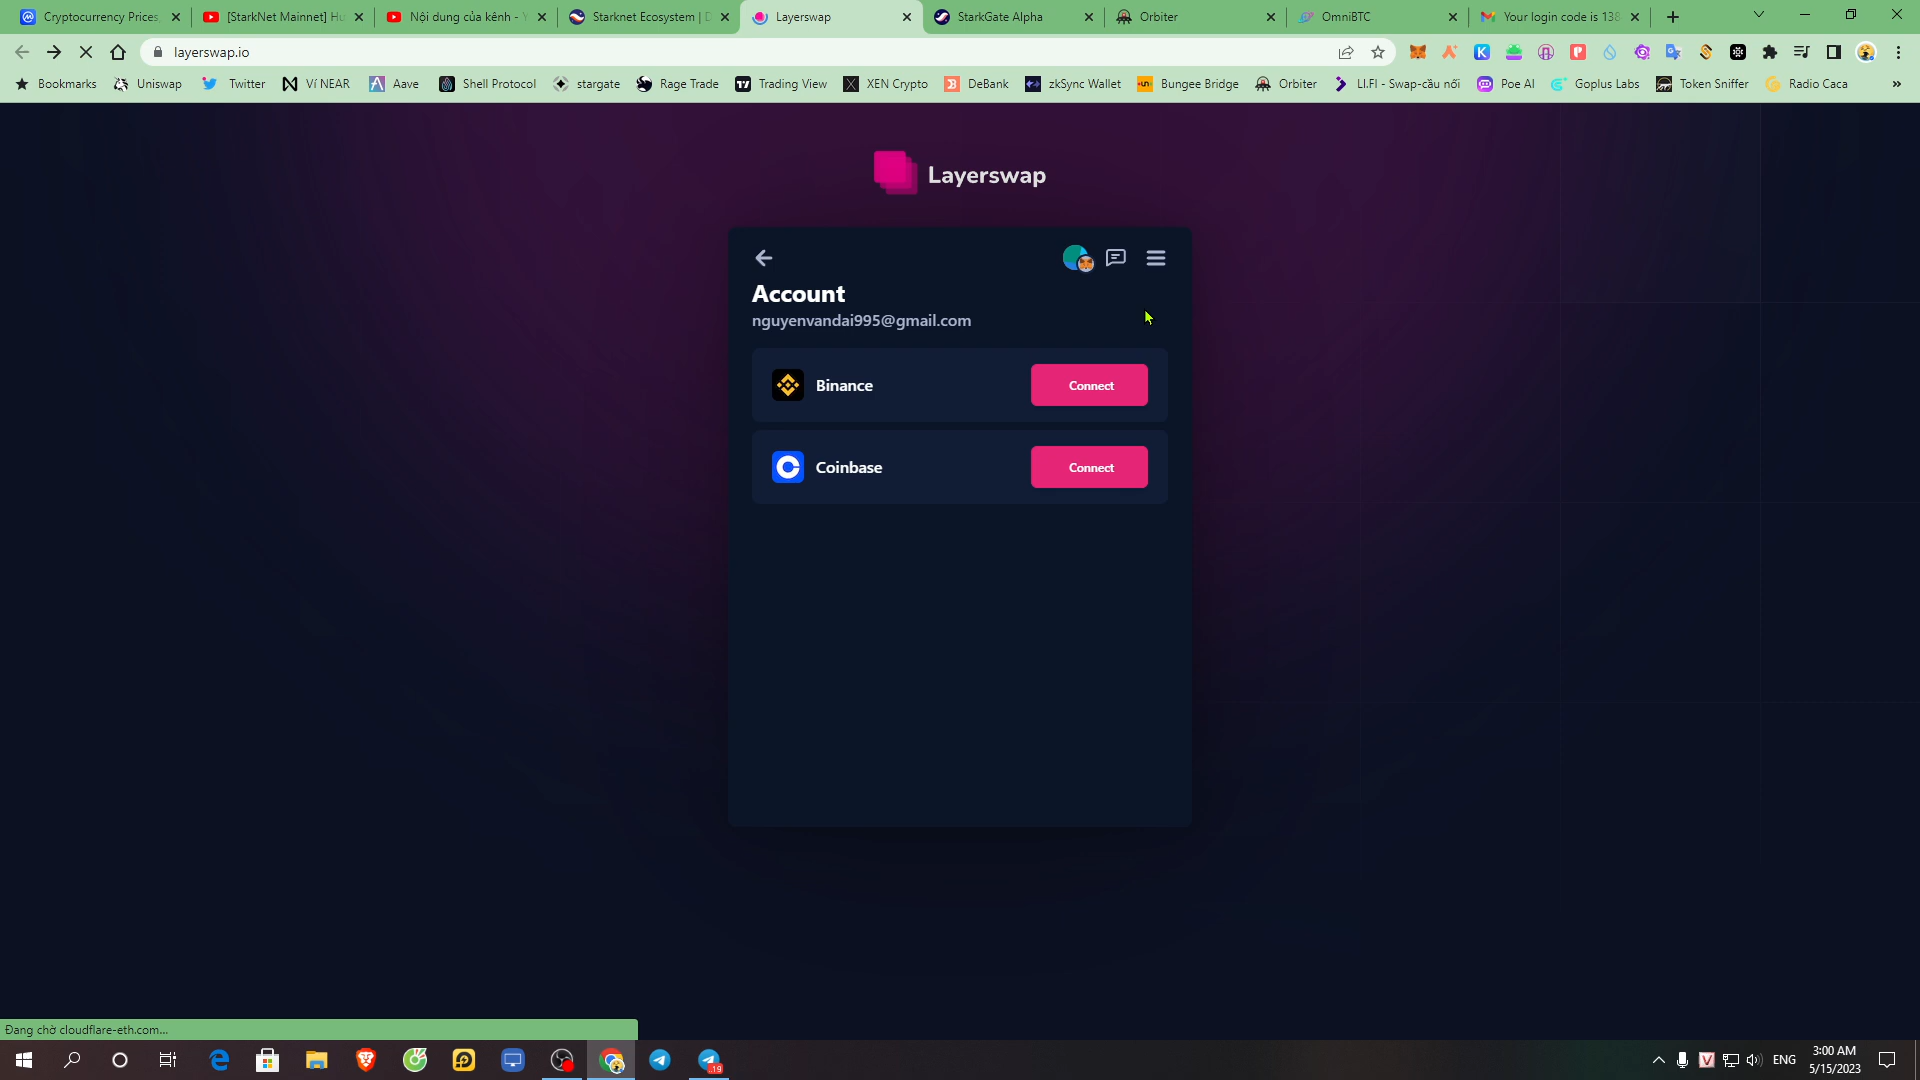 Cryptocurrency Prices,
[StarkNet Mainnet] Hư
Nội dung của kênh - Y
Starknet Ecosystem | D
Layerswap
StarkGate Alpha
Orbiter
OmniBTC
Your login code is 138
layerswap.io
Bookmarks
Uniswap
Twitter
Ví NEAR
Aave
Shell Protocol
stargate
Rage Trade
Trading View
XEN Crypto
DeBank
zkSync Wallet
Bungee Bridge
Orbiter
LI.FI - Swap-cầu nối
Poe AI
Goplus Labs
Token Sniffer
Radio Caca
Layerswap
Account
nguyenvandai995@gmail.com
Binance
Connect
Coinbase
Connect
Đang chờ cloudflare-eth.com...
19
ENG
3:00 AM
5/15/2023